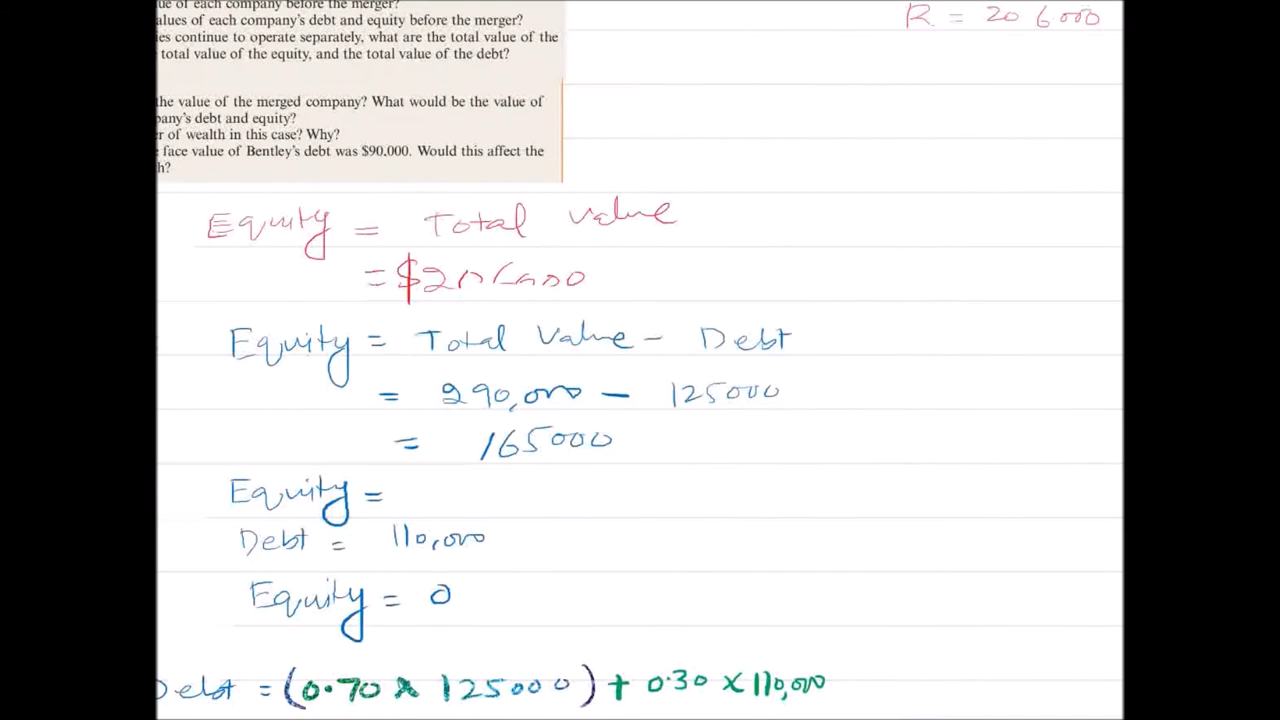 ue of each company before the merger?
alues of each company's debt and equity before the merger?
es continue to operate separately, what are the total value of the
total value of the equity, and the total value of the debt?
the value of the merged company? What would be the value of
pany's debt and equity?
r of wealth in this case? Why?
face value of Bentley's debt was $90,000. Would this affect the
h?
R = 206000
Equity = Total value
= $206000
Equity = Total Value - Debt
= 290,000 - 125000
= 165000
Equity =
Debt = 110,000
Equity = 0
Debt = (0.70 x 125000) + 0.30 x 110,000